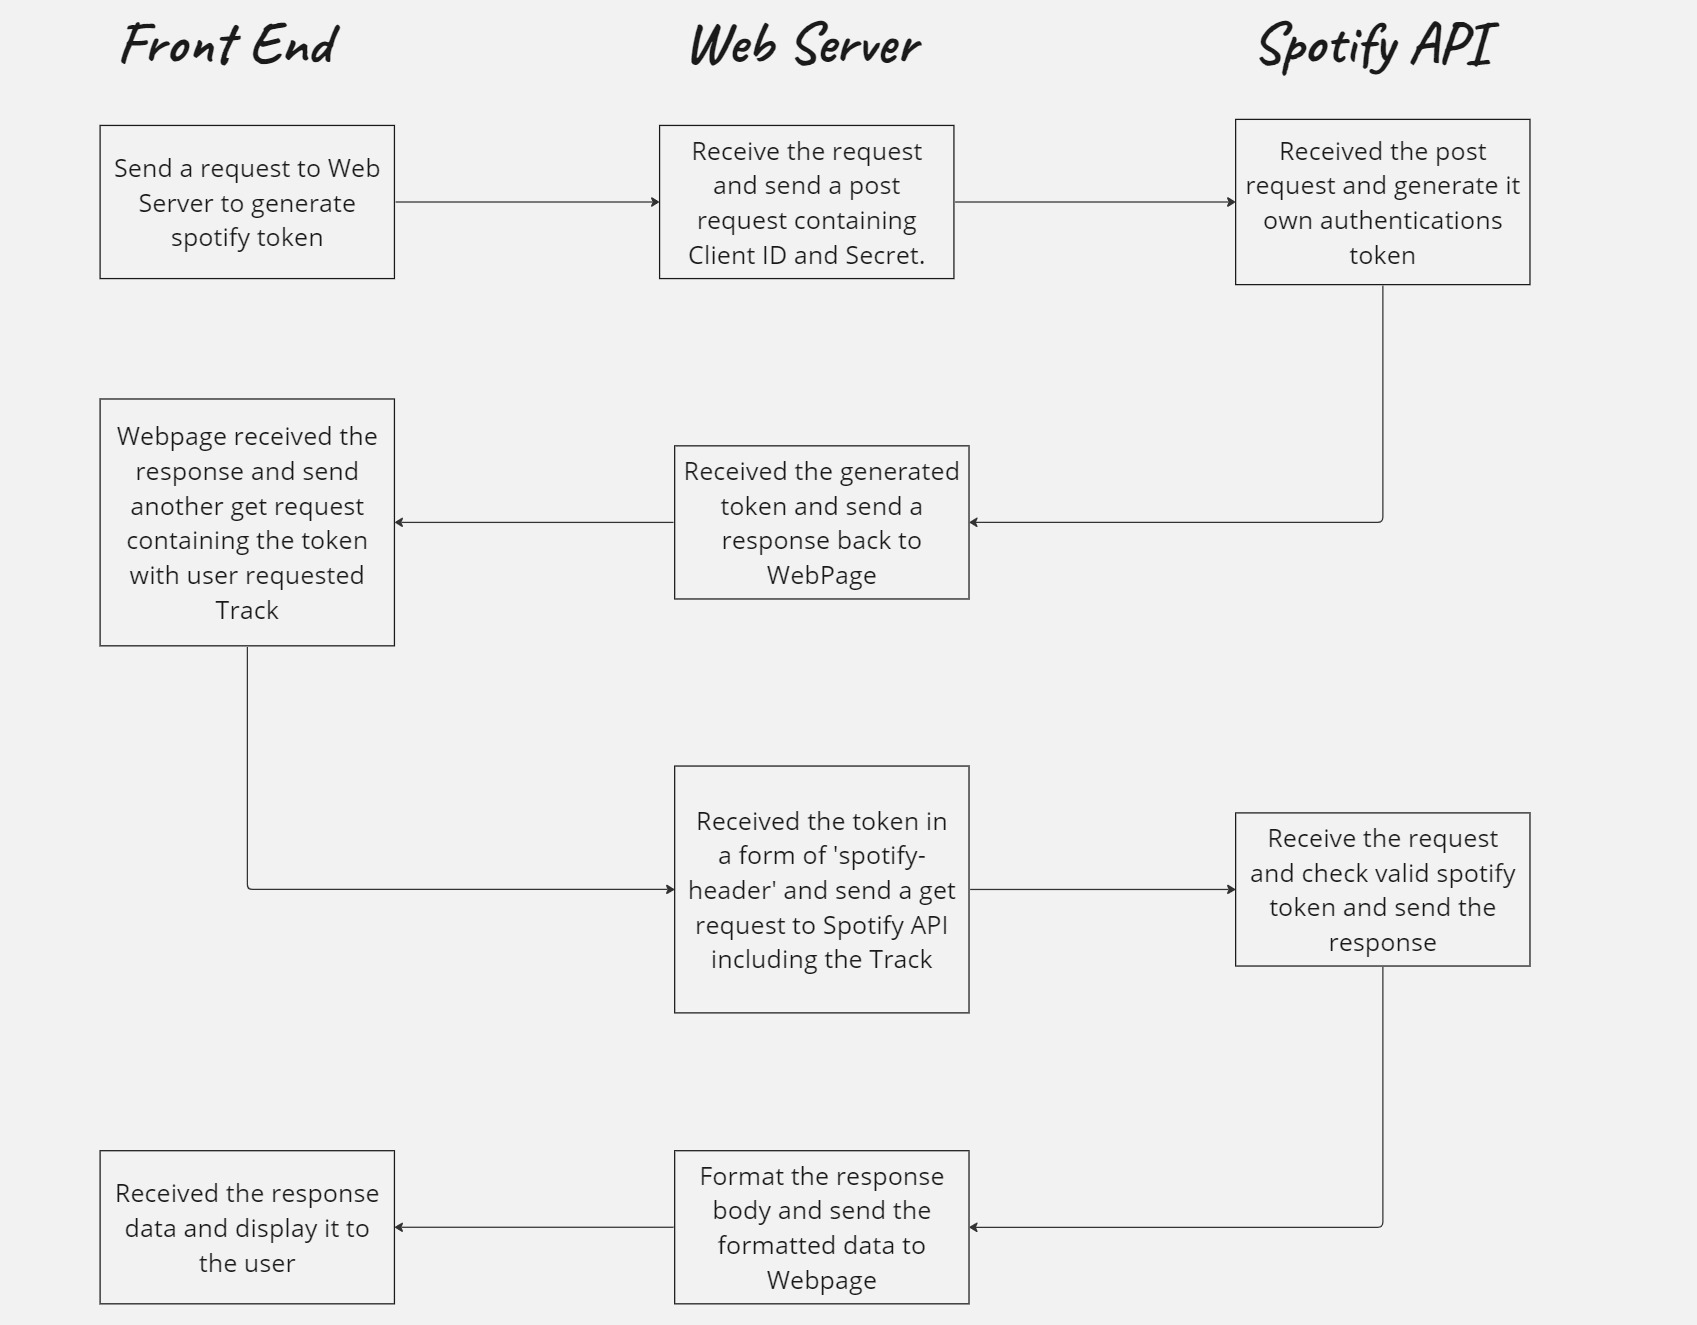 Front End
Web Server
Spotify API
Send a request to Web
Server to generate
spotify token
Receive the request
and send a post
request containing
Client ID and Secret.
Received the post
request and generate it
own authentications
token
Webpage received the
response and send
another get request
containing the token
with user requested
Track
Received the generated
token and send a
response back to
WebPage
Received the token in
a form of 'spotify-
header' and send a get
request to Spotify API
including the Track
Receive the request
and check valid spotify
token and send the
response
Received the response
data and display it to
the user
Format the response
body and send the
formatted data to
Webpage